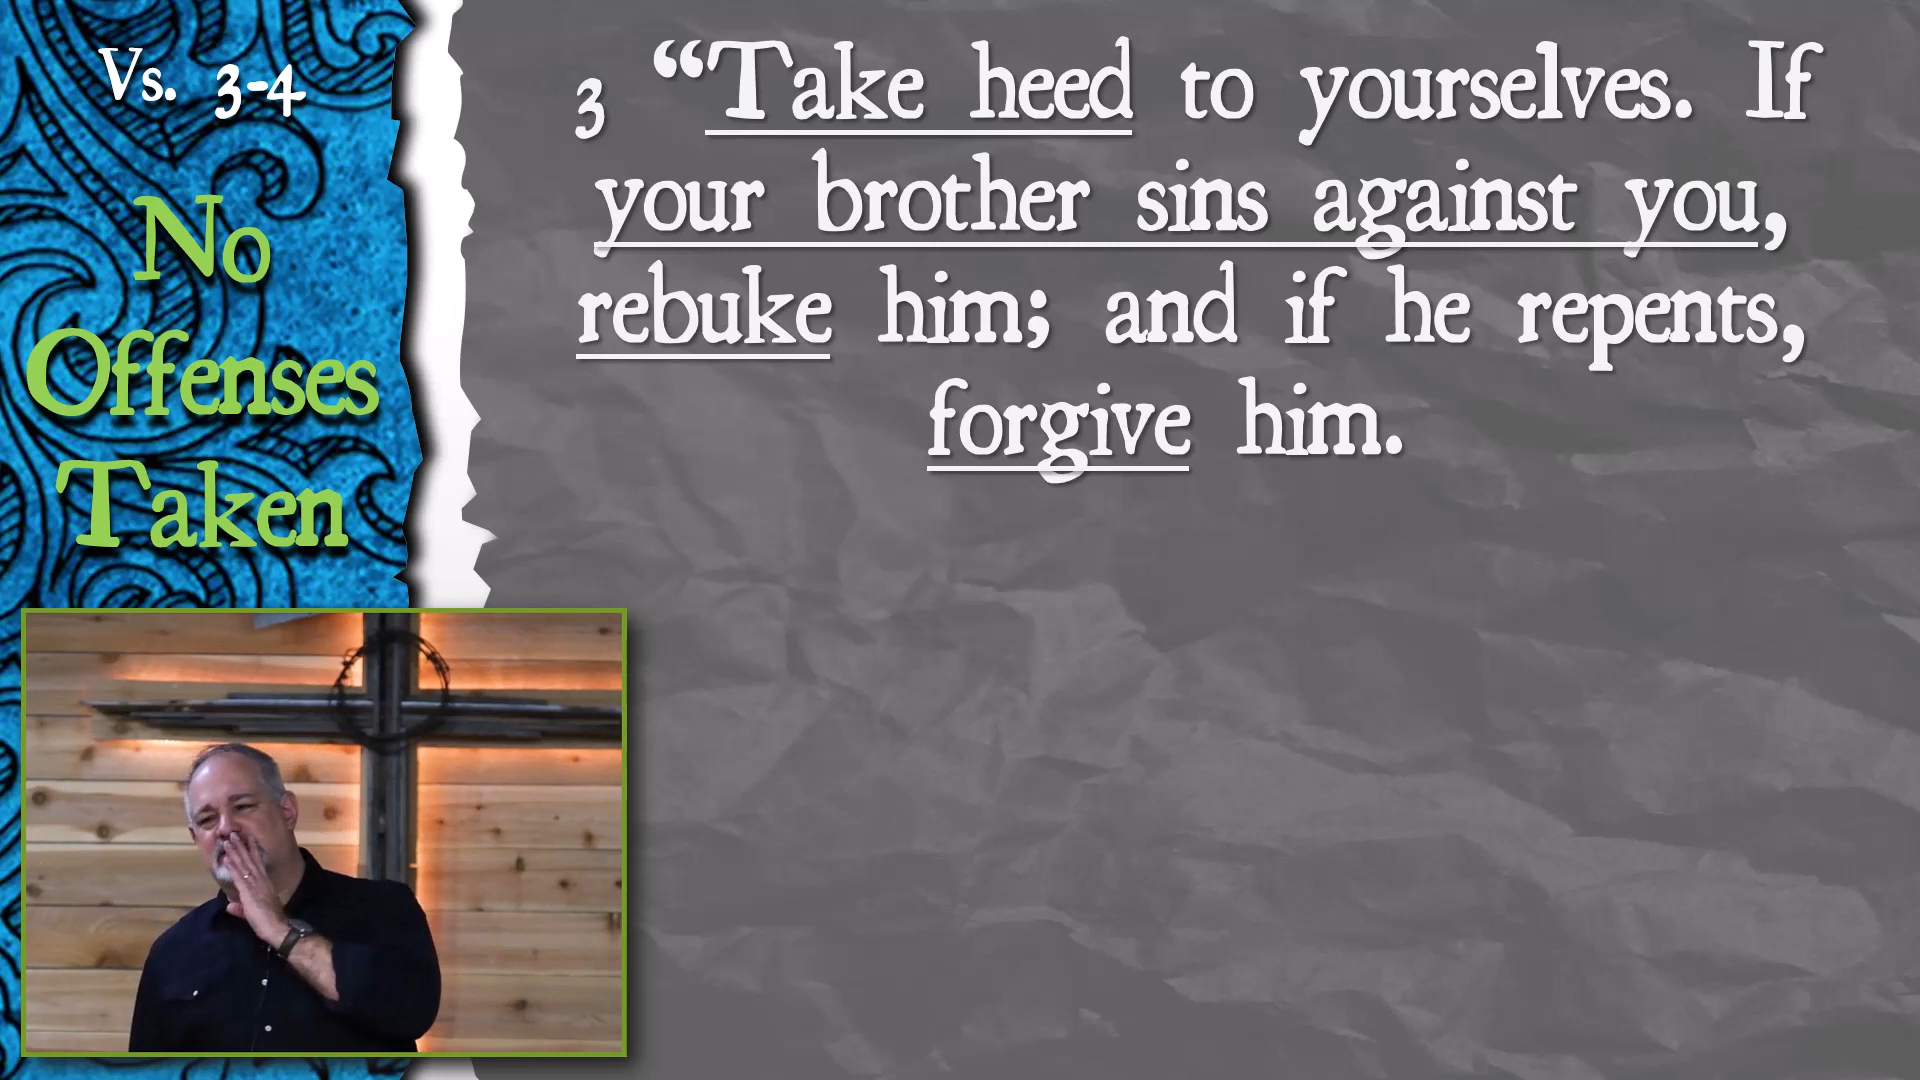 Vs. 3-4
No
Offenses
Taken
3 “Take heed to yourselves. If
your brother sins against you,
rebuke him; and if he repents,
forgive him.